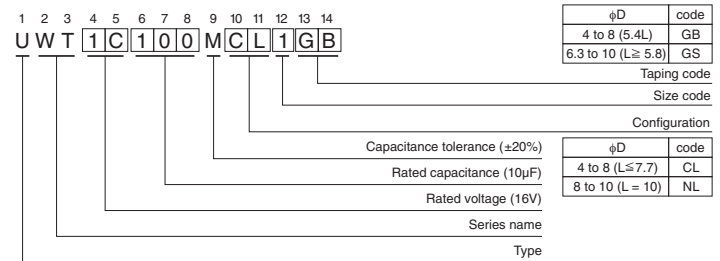 1 2 3 4 5 6 7 8 9 10 11 12 13 14
U W T 1 C 1 0 0 M C L 1 G B
φD code
4 to 8 (5.4L) GB
6.3 to 10 (L≧ 5.8) GS
Taping code
Size code
Configuration
Capacitance tolerance (±20%)
Rated capacitance (10µF)
Rated voltage (16V)
Series name
Type
φD code
4 to 8 (L≦7.7) CL
8 to 10 (L = 10) NL